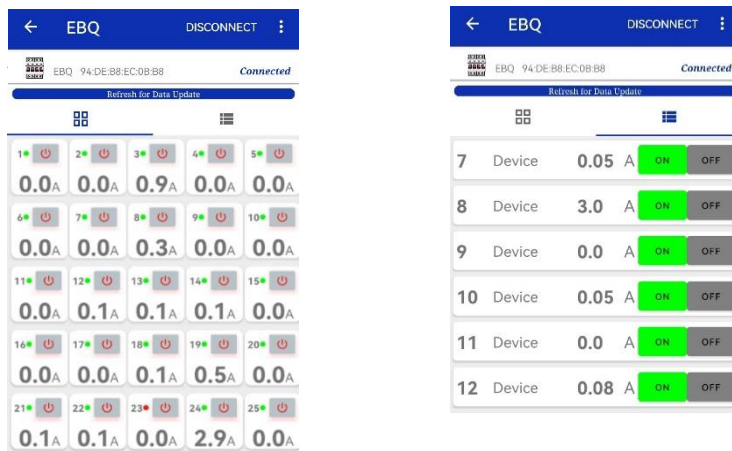 EBQ DISCONNECT
EBQ 94:DE:B8:EC:0B:B8 Connected
Refresh for Data Update
1 2 3 4 5
0.0A 0.0A 0.9A 0.0A 0.0A
6 7 8 9 10
0.0A 0.0A 0.3A 0.0A 0.0A
11 12 13 14 15
0.0A 0.1A 0.1A 0.1A 0.0A
16 17 18 19 20
0.0A 0.0A 0.1A 0.5A 0.0A
21 22 23 24 25
0.1A 0.1A 0.0A 2.9A 0.0A
EBQ DISCONNECT
EBQ 94:DE:B8:EC:0B:B8 Connected
Refresh for Data Update
7 Device 0.05 A ON OFF
8 Device 3.0 A ON OFF
9 Device 0.0 A ON OFF
10 Device 0.05 A ON OFF
11 Device 0.0 A ON OFF
12 Device 0.08 A ON OFF